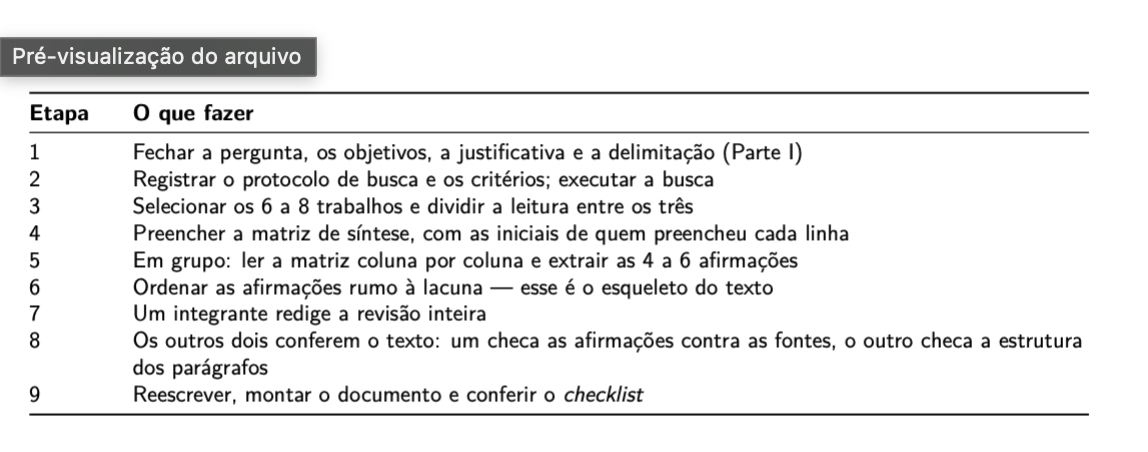 Pré-visualização do arquivo
Etapa O que fazer
1 Fechar a pergunta, os objetivos, a justificativa e a delimitação (Parte I)
2 Registrar o protocolo de busca e os critérios; executar a busca
3 Selecionar os 6 a 8 trabalhos e dividir a leitura entre os três
4 Preencher a matriz de síntese, com as iniciais de quem preencheu cada linha
5 Em grupo: ler a matriz coluna por coluna e extrair as 4 a 6 afirmações
6 Ordenar as afirmações rumo à lacuna — esse é o esqueleto do texto
7 Um integrante redige a revisão inteira
8 Os outros dois conferem o texto: um checa as afirmações contra as fontes, o outro checa a estrutura
dos parágrafos
9 Reescrever, montar o documento e conferir o checklist